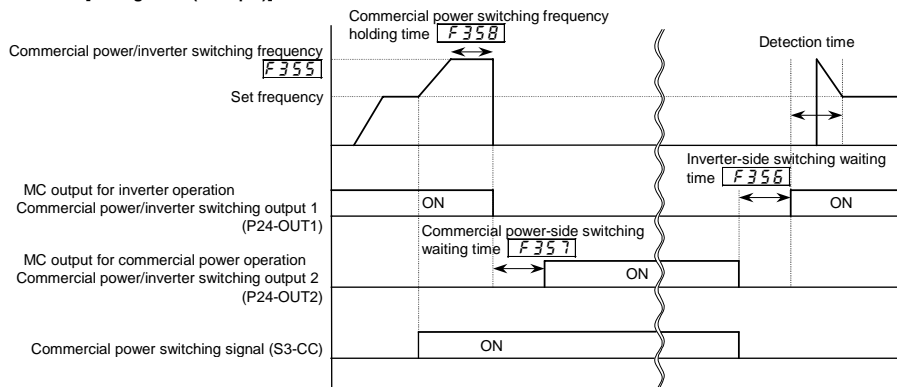 Commercial power switching frequency
holding time F358
Detection time
Commercial power/inverter switching frequency
F355
Set frequency
Inverter-side switching waiting
time F356
MC output for inverter operation
Commercial power/inverter switching output 1
(P24-OUT1)
ON
ON
Commercial power-side switching
waiting time F357
MC output for commercial power operation
Commercial power/inverter switching output 2
(P24-OUT2)
ON
Commercial power switching signal (S3-CC)
ON